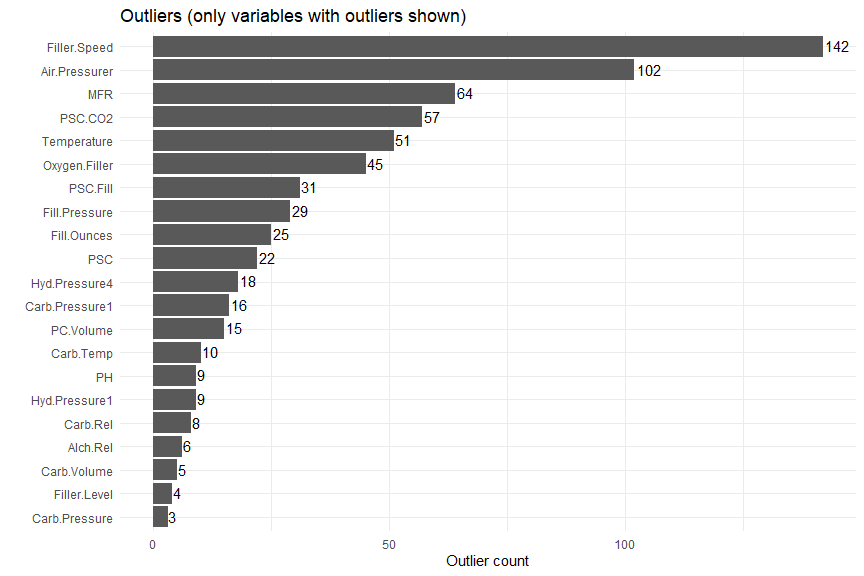 Outliers (only variables with outliers shown)
Filler.Speed 142
Air.Pressurer 102
MFR 64
PSC.CO2 57
Temperature 51
Oxygen.Filler 45
PSC.Fill 31
Fill.Pressure 29
Fill.Ounces 25
PSC 22
Hyd.Pressure4 18
Carb.Pressure1 16
PC.Volume 15
Carb.Temp 10
PH 9
Hyd.Pressure1 9
Carb.Rel 8
Alch.Rel 6
Carb.Volume 5
Filler.Level 4
Carb.Pressure 3
0 50 100
Outlier count